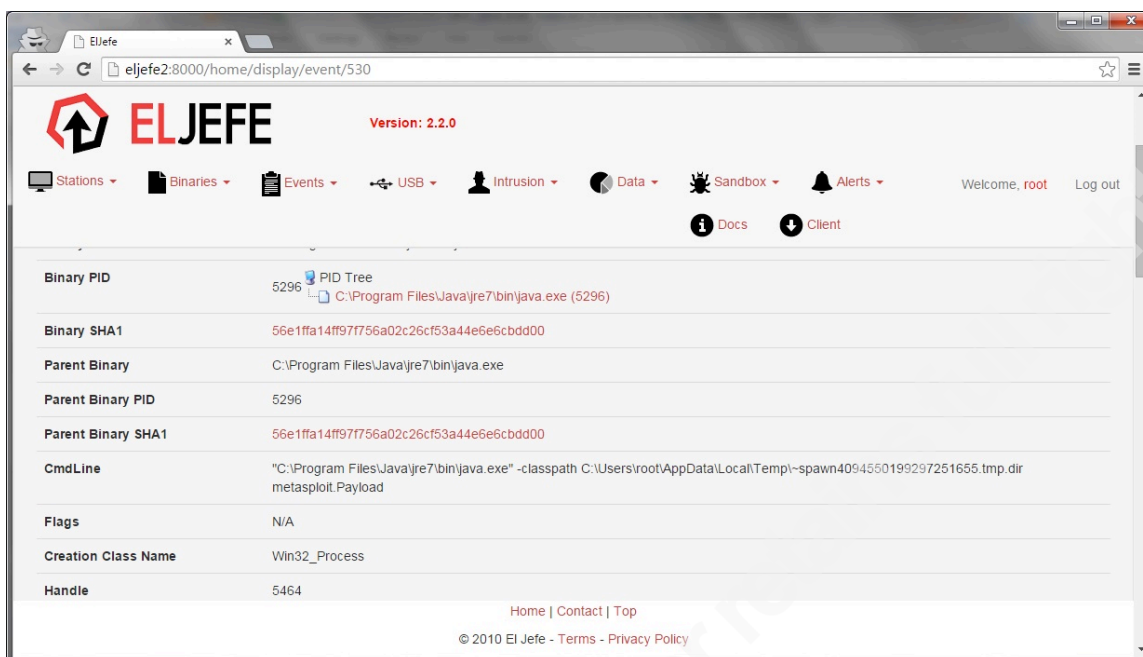 ElJefe
eljefe2:8000/home/display/event/530
ELJEFE
Version: 2.2.0
Stations
Binaries
Events
USB
Intrusion
Data
Sandbox
Alerts
Welcome, root
Log out
Docs
Client
Binary PID
5296
PID Tree
C:\Program Files\Java\jre7\bin\java.exe (5296)
Binary SHA1
56e1ffa14ff97f756a02c26cf53a44e6e6cbdd00
Parent Binary
C:\Program Files\Java\jre7\bin\java.exe
Parent Binary PID
5296
Parent Binary SHA1
56e1ffa14ff97f756a02c26cf53a44e6e6cbdd00
CmdLine
"C:\Program Files\Java\jre7\bin\java.exe" -classpath C:\Users\root\AppData\Local\Temp\~spawn4094550199297251655.tmp.dir
metasploit.Payload
Flags
N/A
Creation Class Name
Win32_Process
Handle
5464
Home | Contact | Top
© 2010 El Jefe - Terms - Privacy Policy